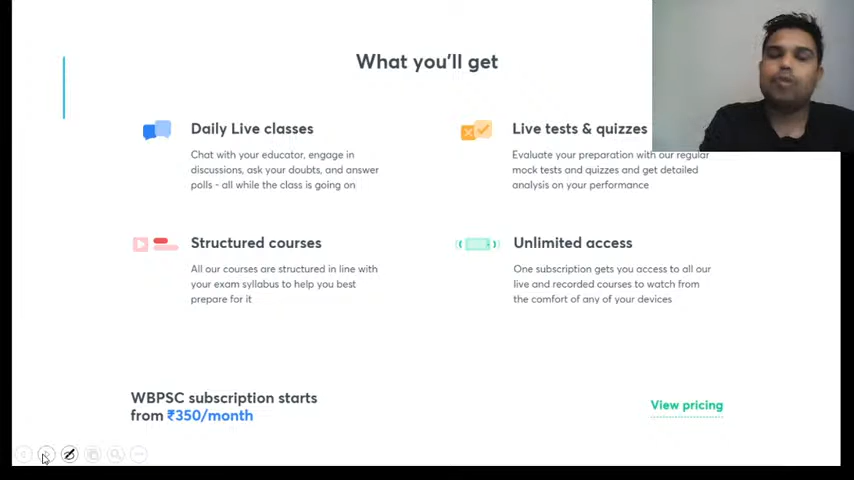 What you'll get
Daily Live classes
Chat with your educator, engage in
discussions, ask your doubts, and answer
polls - all while the class is going on
Live tests & quizzes
Evaluate your preparation with our regular
mock tests and quizzes and get detailed
analysis on your performance
Structured courses
All our courses are structured in line with
your exam syllabus to help you best
prepare for it
Unlimited access
One subscription gets you access to all our
live and recorded courses to watch from
the comfort of any of your devices
WBPSC subscription starts
from ₹350/month
View pricing